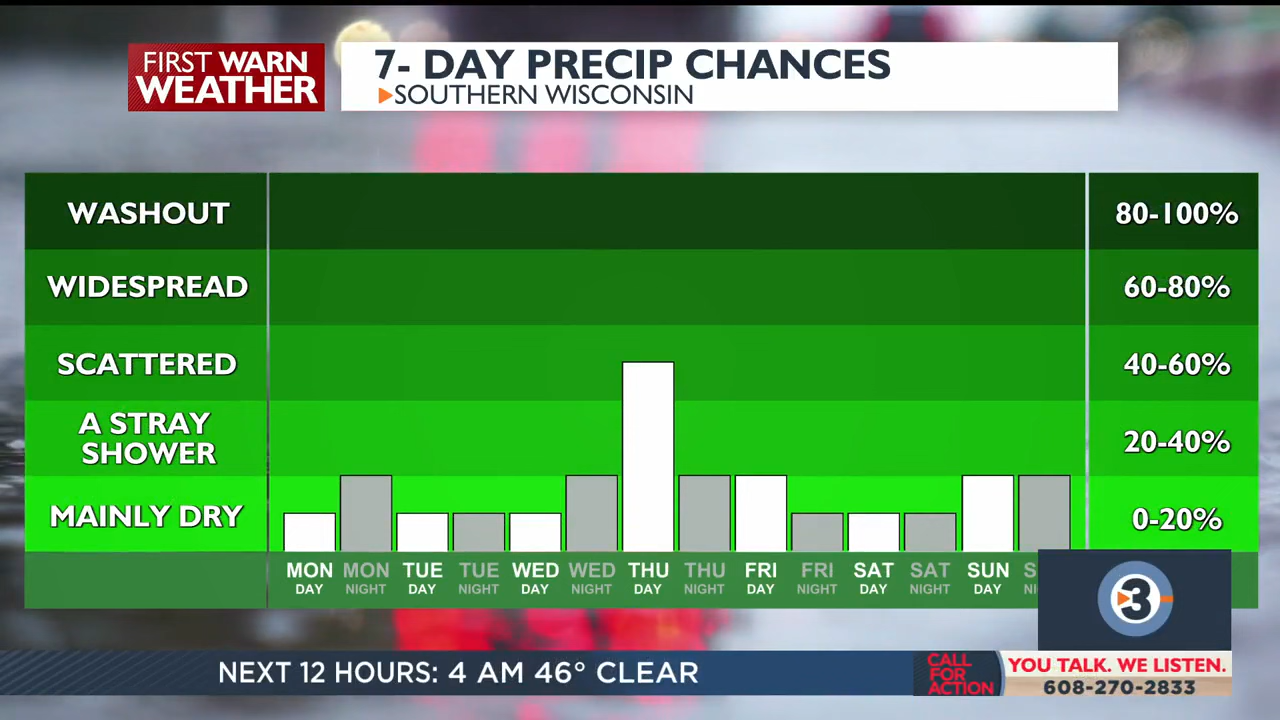 FIRST WARN
WEATHER
7- DAY PRECIP CHANCES
SOUTHERN WISCONSIN
WASHOUT
80-100%
WIDESPREAD
60-80%
SCATTERED
40-60%
A STRAY
SHOWER
20-40%
MAINLY DRY
0-20%
MON MON TUE TUE WED WED THU THU FRI FRI SAT SAT SUN
DAY NIGHT DAY NIGHT DAY NIGHT DAY NIGHT DAY NIGHT DAY NIGHT DAY
3
NEXT 12 HOURS: 4 AM 46° CLEAR
CALL
FOR
ACTION
YOU TALK. WE LISTEN.
608-270-2833